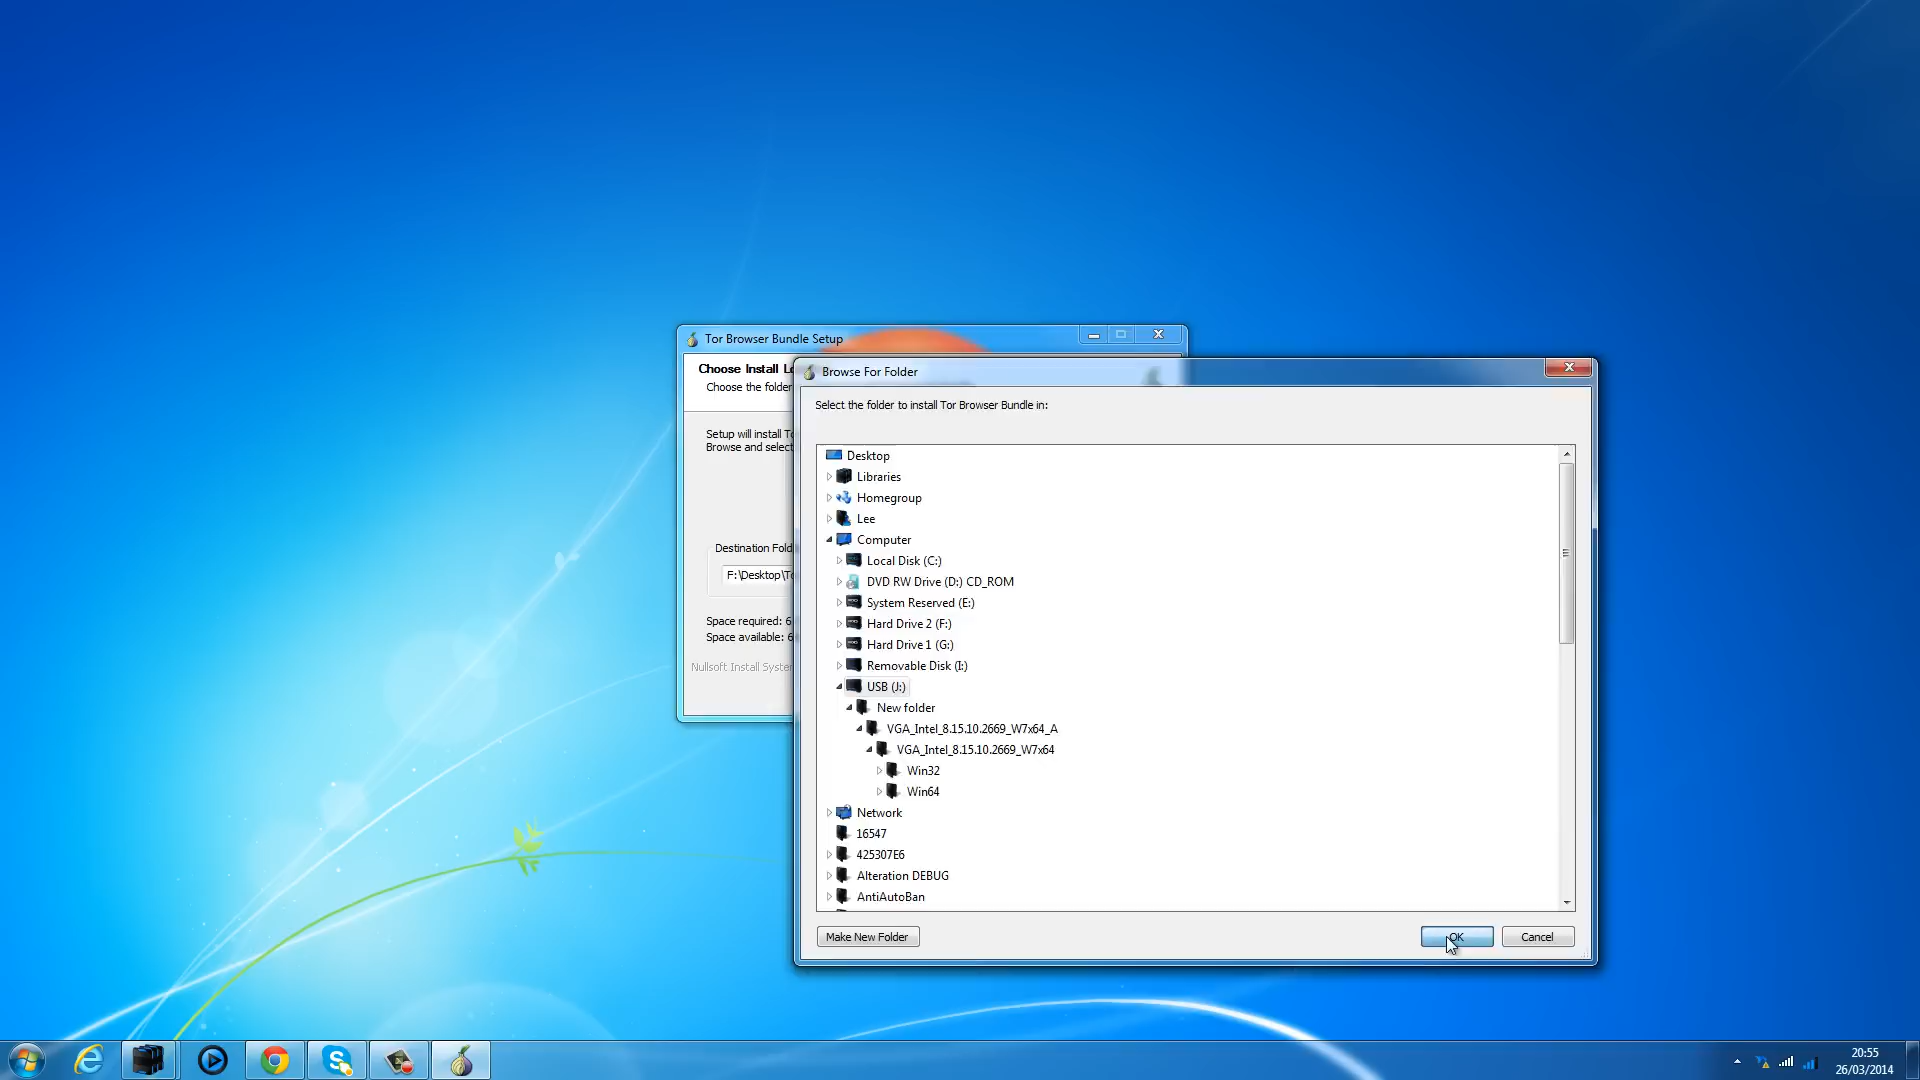 Tor Browser Bundle Setup
Choose Install Lo
Choose the folder
Setup will install To
Browse and select
Destination Fold
F:\Desktop\To
Space required: 6
Space available: 6
Nullsoft Install Syste
Browse For Folder
Select the folder to install Tor Browser Bundle in:
Desktop
Libraries
Homegroup
Lee
Computer
Local Disk (C:)
DVD RW Drive (D:) CD_ROM
System Reserved (E:)
Hard Drive 2 (F:)
Hard Drive 1 (G:)
Removable Disk (I:)
USB (J:)
New folder
VGA_Intel_8.15.10.2669_W7x64_A
VGA_Intel_8.15.10.2669_W7x64
Win32
Win64
Network
16547
425307E6
Alteration DEBUG
AntiAutoBan
Make New Folder
OK
Cancel
20:55
26/03/2014